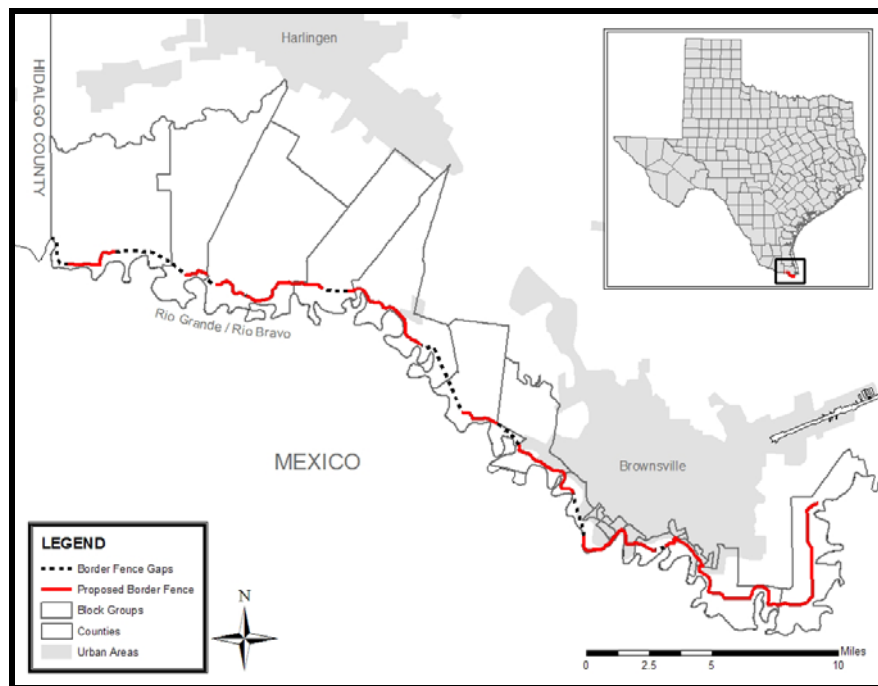 Harlingen
HIDALGO COUNTY
Rio Grande / Rio Bravo
MEXICO
Brownsville
LEGEND
Border Fence Gaps
Proposed Border Fence
Block Groups
Counties
Urban Areas
N
Miles
0 2.5 5 10